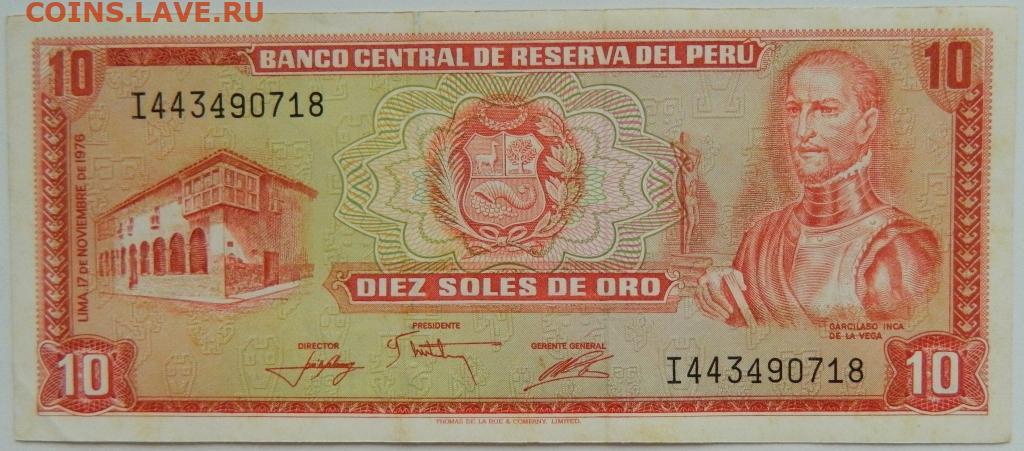 COINS.LAVE.РУ
10
BANCO CENTRAL DE RESERVA DEL PERÚ
10
I443490718
LIMA, 17 DE NOVIEMBRE DE 1976
DIEZ SOLES DE ORO
GARCILASO INCA
DE LA VEGA
PRESIDENTE
DIRECTOR
GERENTE GENERAL
I443490718
10
10
THOMAS DE LA RUE & COMPANY, LIMITED.